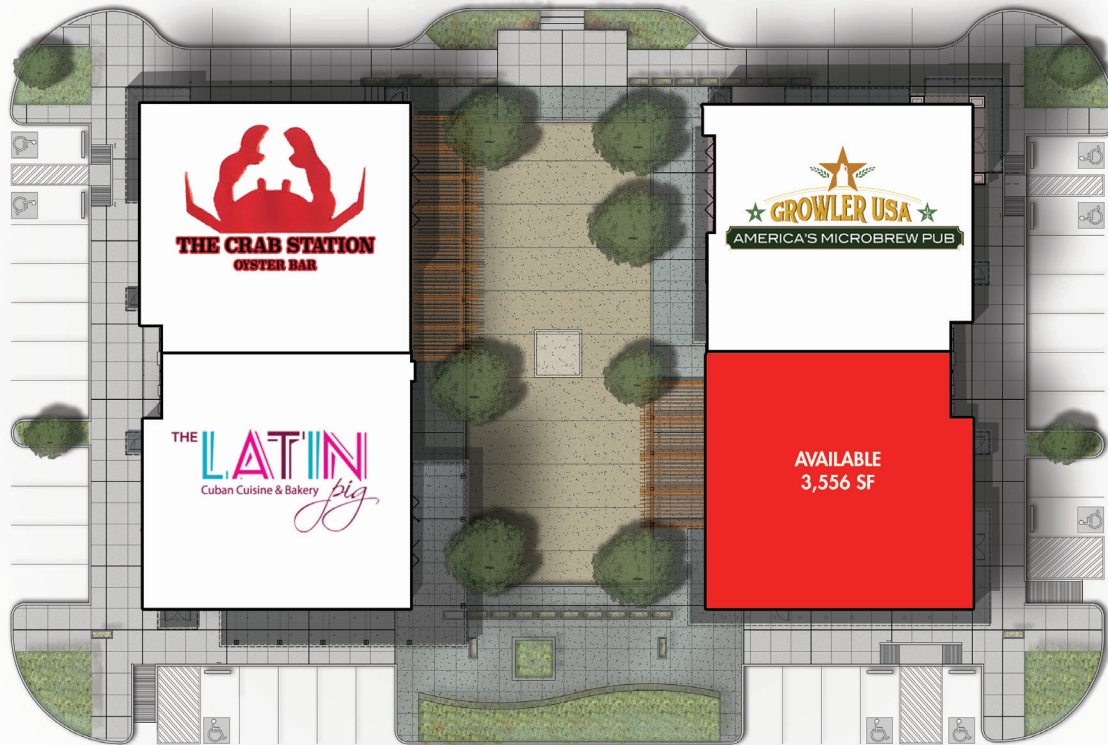 THE CRAB STATION
OYSTER BAR
GROWLER USA
AMERICA'S MICROBREW PUB
THE LATIN
Cuban Cuisine & Bakery pig
AVAILABLE
3,556 SF